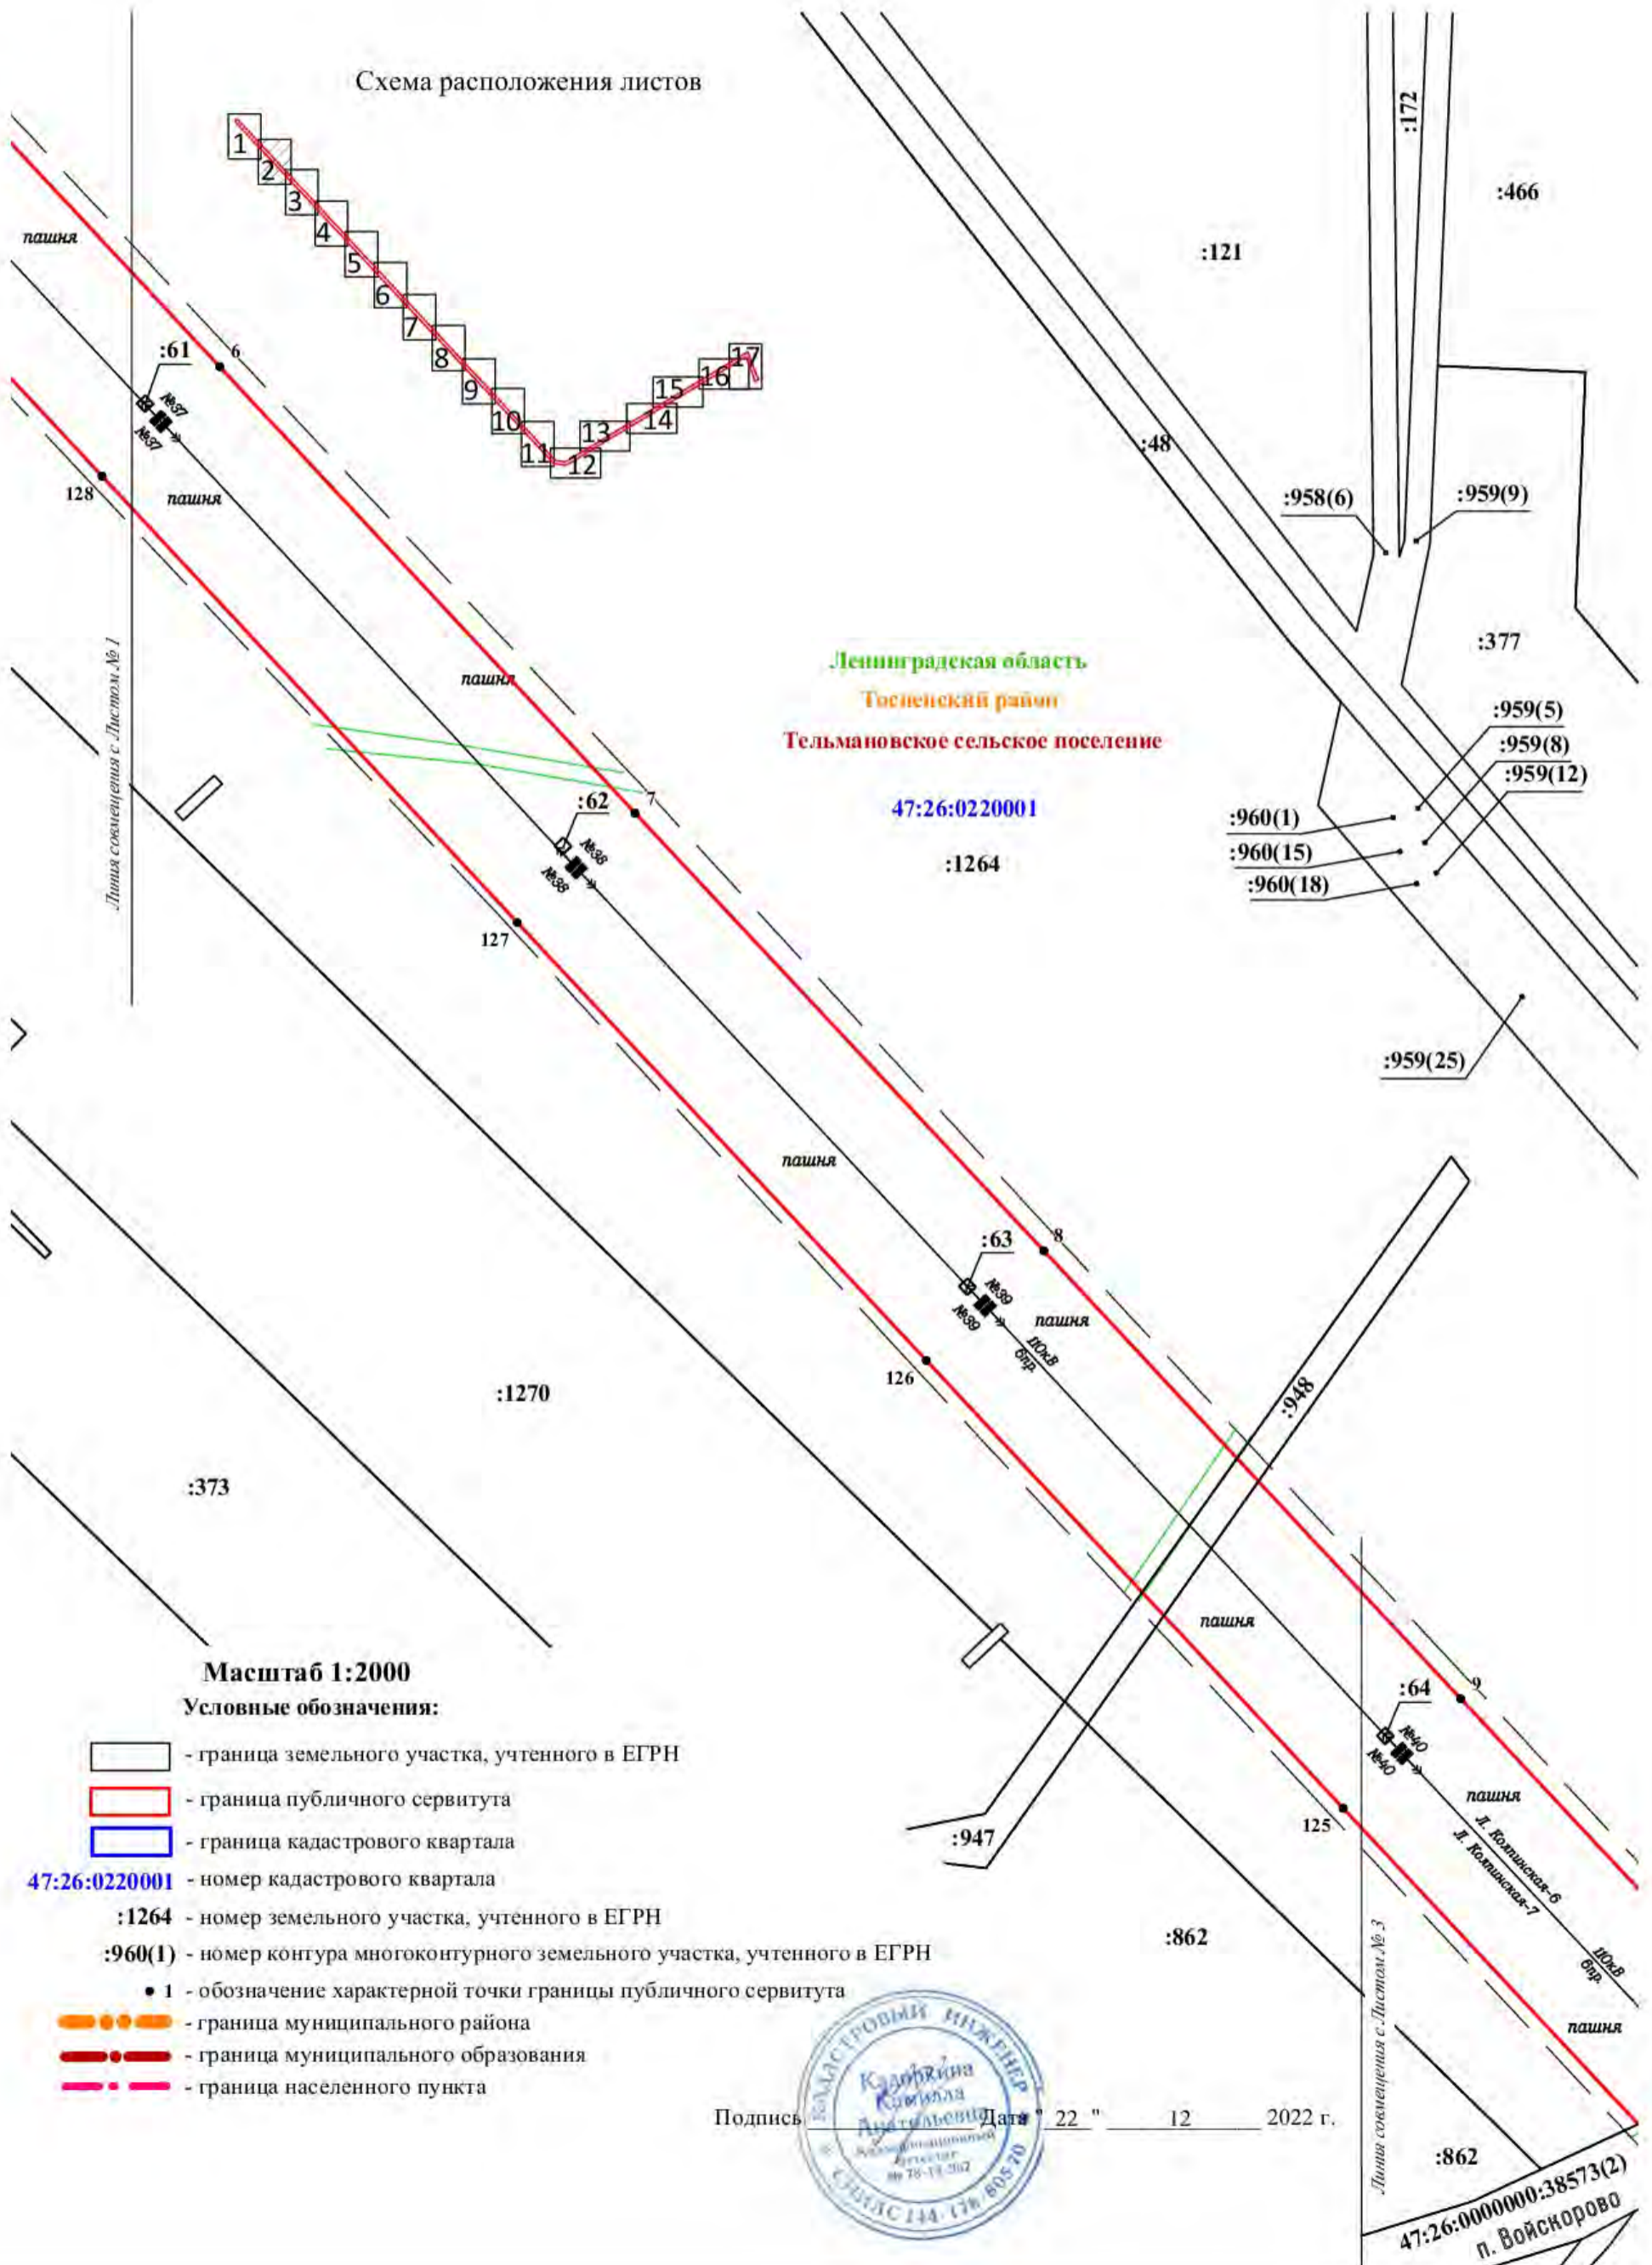 Схема расположения листов
1
2
3
4
5
6
7
8
9
10
11
12
13
14
15
16
17
:172
:466
:121
:48
:958(6)
:959(9)
:377
:959(5)
:959(8)
:959(12)
:960(1)
:960(15)
:960(18)
:959(25)
пашня
:61
6
№37
№37
128
пашня
Линия совмещения с Листом № 1
пашня
Ленинградская область
Тосненский район
Тельмановское сельское поселение
47:26:0220001
:1264
:62
7
№38
№38
127
пашня
:63
8
№39
№39
пашня
110кВ
6пр.
126
:948
:1270
:373
пашня
:64
9
№40
№40
пашня
125
Л. Колпинская-6
Л. Колпинская-7
:947
:862
110кВ
6пр.
пашня
Линия совмещения с Листом № 3
:862
47:26:0000000:38573(2)
п. Войскорово
Масштаб 1:2000
Условные обозначения:
- граница земельного участка, учтенного в ЕГРН
- граница публичного сервитута
- граница кадастрового квартала
47:26:0220001 - номер кадастрового квартала
:1264 - номер земельного участка, учтенного в ЕГРН
:960(1) - номер контура многоконтурного земельного участка, учтенного в ЕГРН
• 1 - обозначение характерной точки границы публичного сервитута
- граница муниципального района
- граница муниципального образования
- граница населенного пункта
Подпись Дата " 22 " 12 2022 г.
КАДАСТРОВЫЙ ИНЖЕНЕР
Камилла
Анатольевна